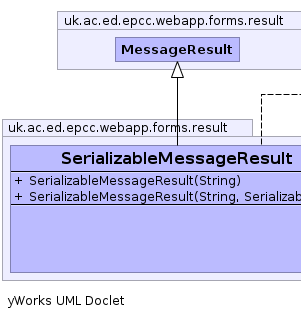 uk.ac.ed.epcc.webapp.forms.result
MessageResult
uk.ac.ed.epcc.webapp.forms.result
SerializableMessageResult
+ SerializableMessageResult(String)
+ SerializableMessageResult(String, Serializab
yWorks UML Doclet